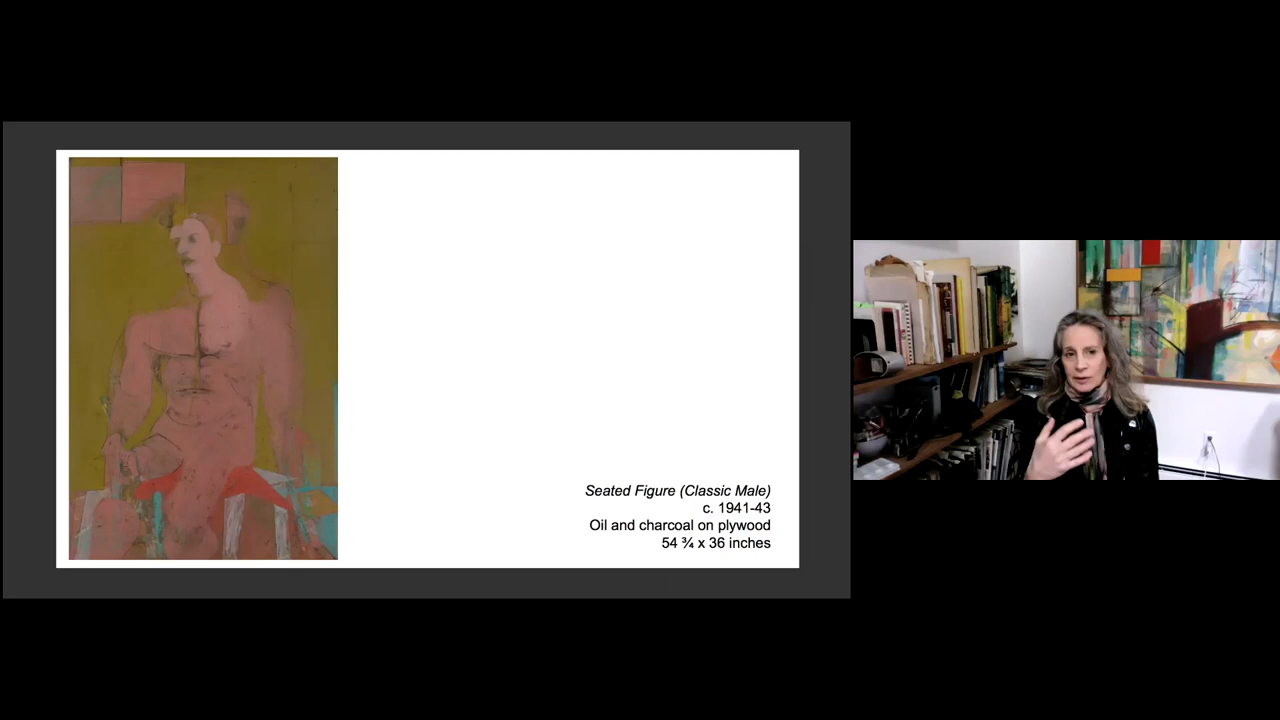 Seated Figure (Classic Male)
c. 1941-43
Oil and charcoal on plywood
54 ¾ x 36 inches